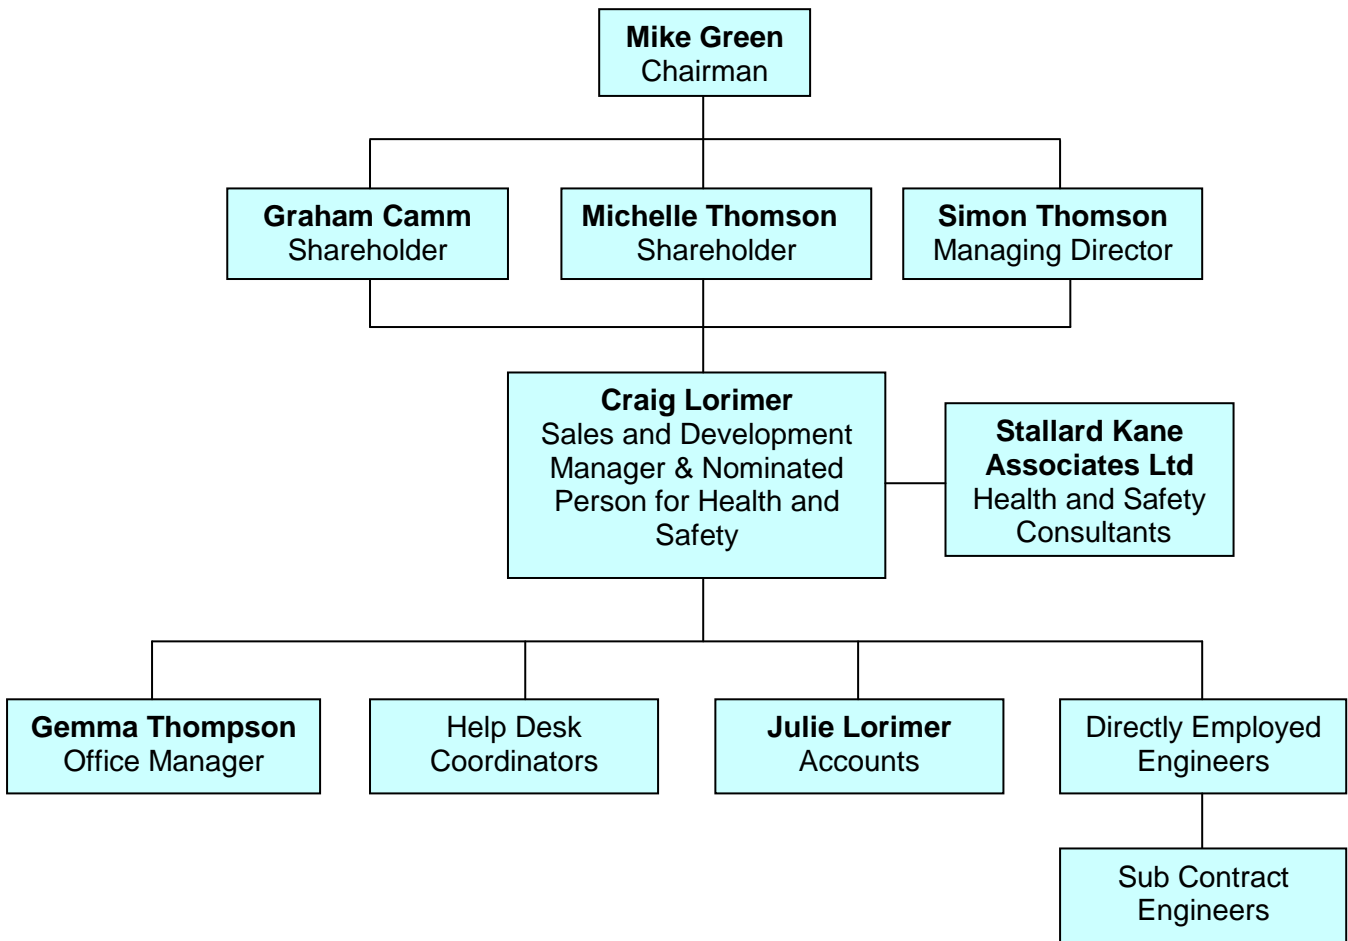 Mike Green
Chairman
Graham Camm
Shareholder
Michelle Thomson
Shareholder
Simon Thomson
Managing Director
Craig Lorimer
Sales and Development
Manager & Nominated
Person for Health and
Safety
Stallard Kane
Associates Ltd
Health and Safety
Consultants
Gemma Thompson
Office Manager
Help Desk
Coordinators
Julie Lorimer
Accounts
Directly Employed
Engineers
Sub Contract
Engineers